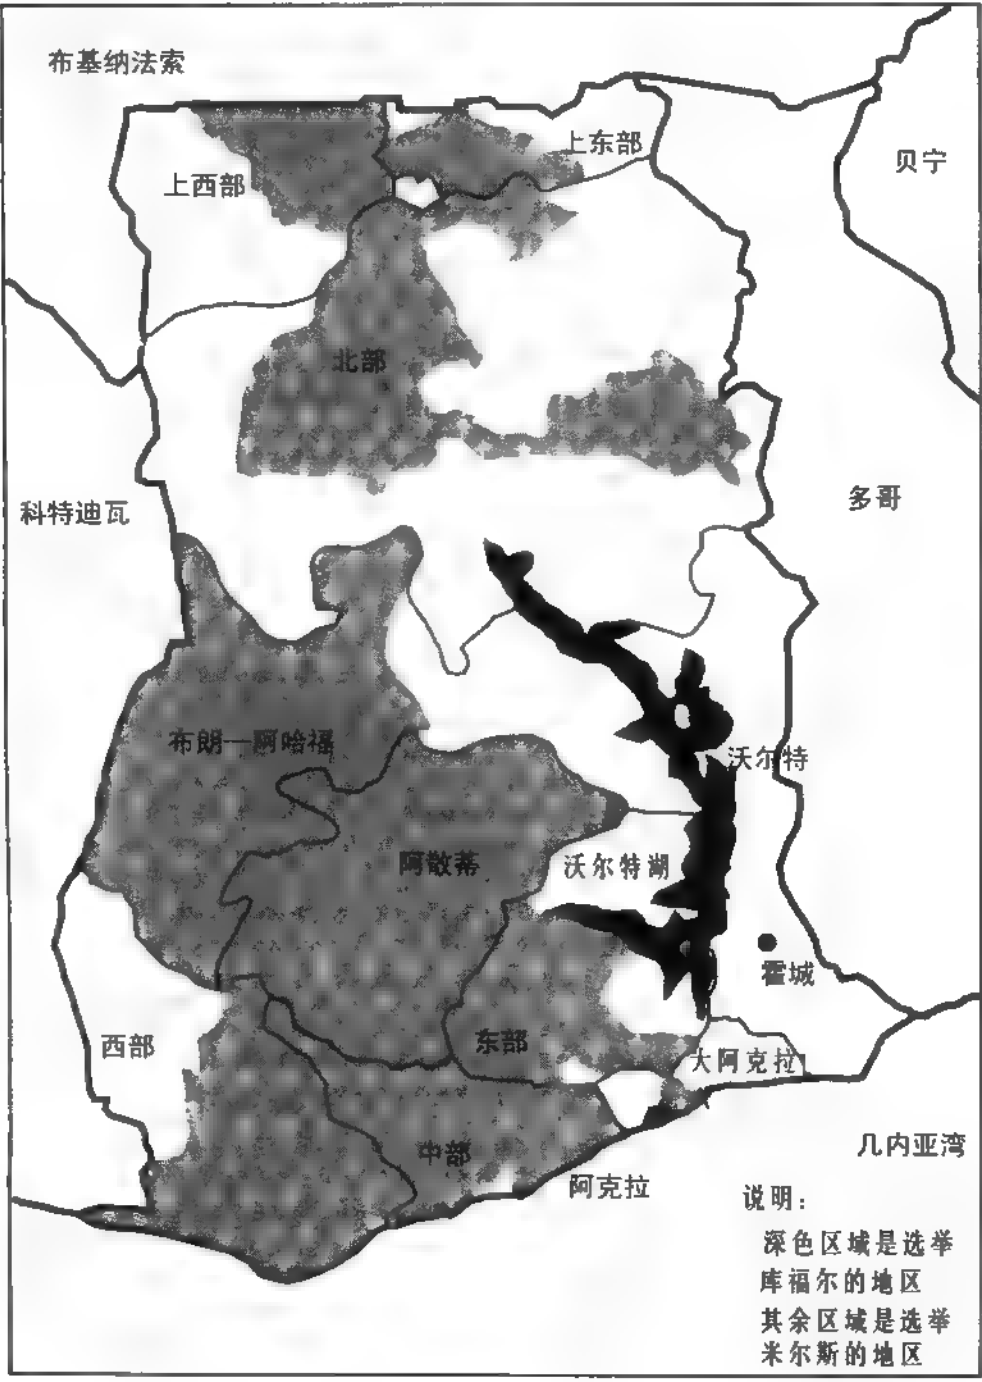 布基纳法索
上东部
贝宁
上西部
北部
科特迪瓦
多哥
布朗—阿哈福
沃尔特
阿散蒂
沃尔特湖
霍城
西部
东部
大阿克拉
中部
几内亚湾
阿克拉
说明：
深色区域是选举
库福尔的地区
其余区域是选举
米尔斯的地区